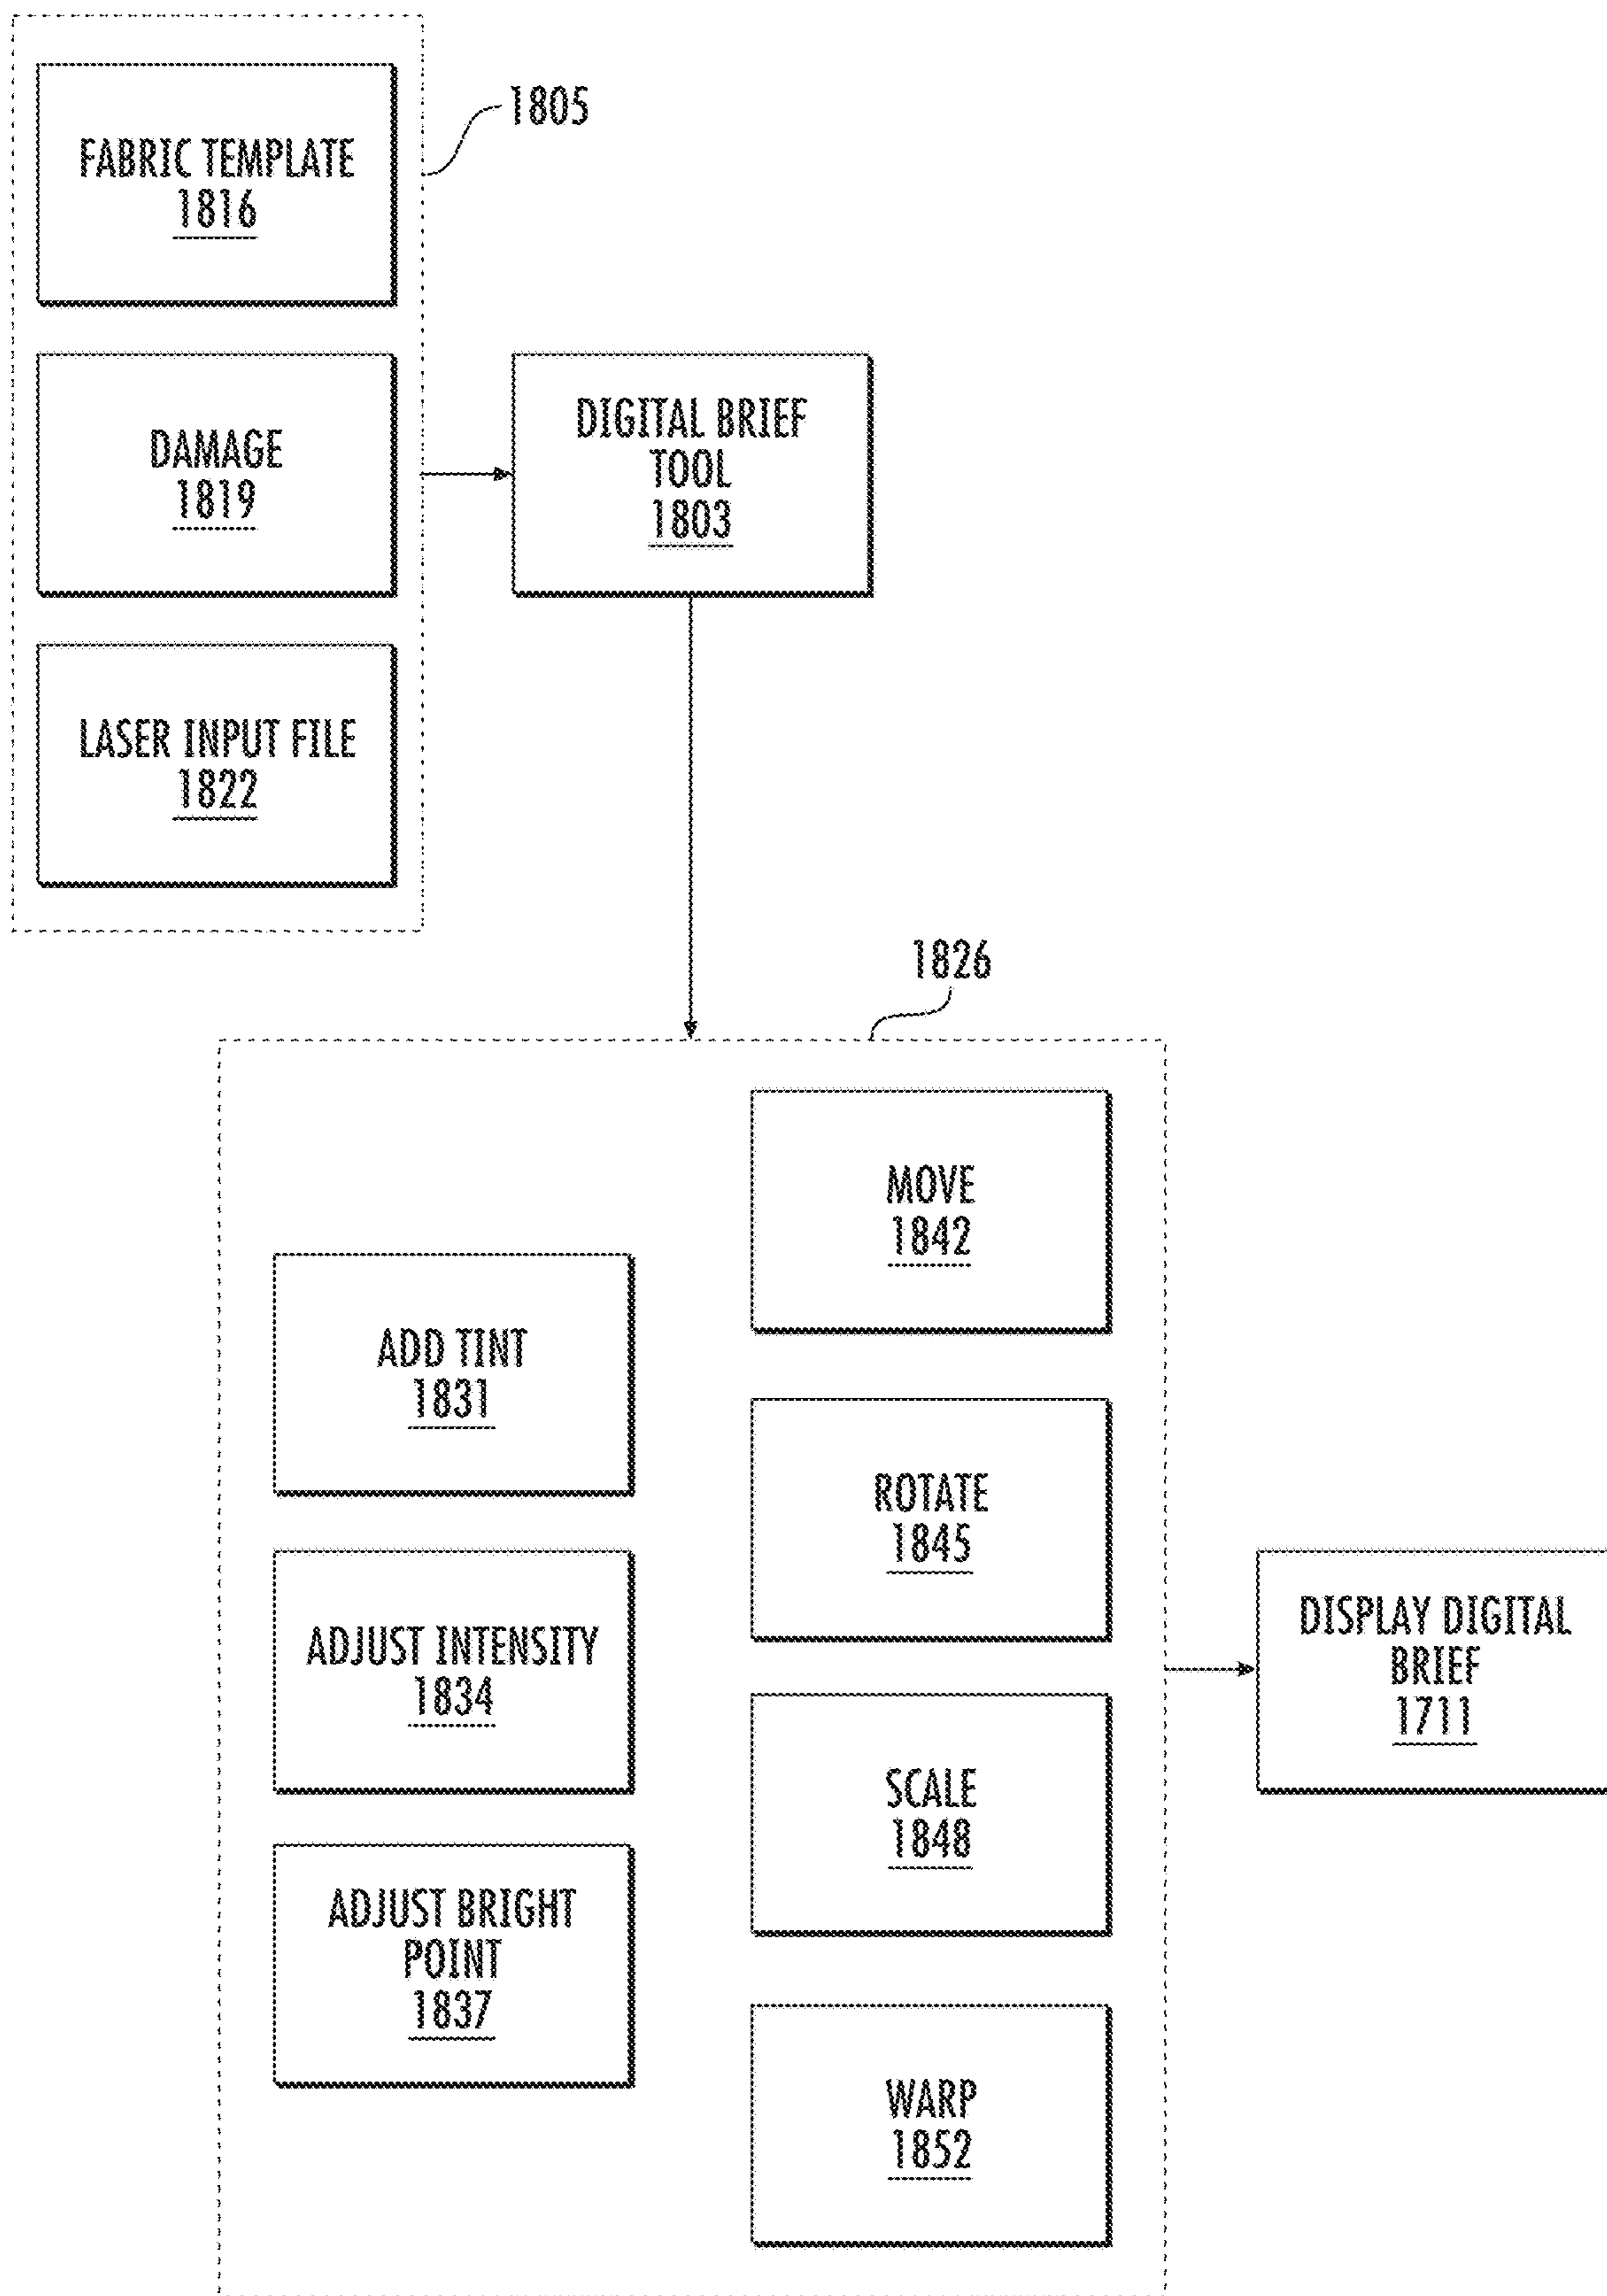 FABRIC TEMPLATE
1816
1805
DAMAGE
1819
DIGITAL BRIEF
TOOL
1803
LASER INPUT FILE
1822
1826
MOVE
1842
ADD TINT
1831
ROTATE
1845
ADJUST INTENSITY
1834
DISPLAY DIGITAL
BRIEF
1711
SCALE
1848
ADJUST BRIGHT
POINT
1837
WARP
1852